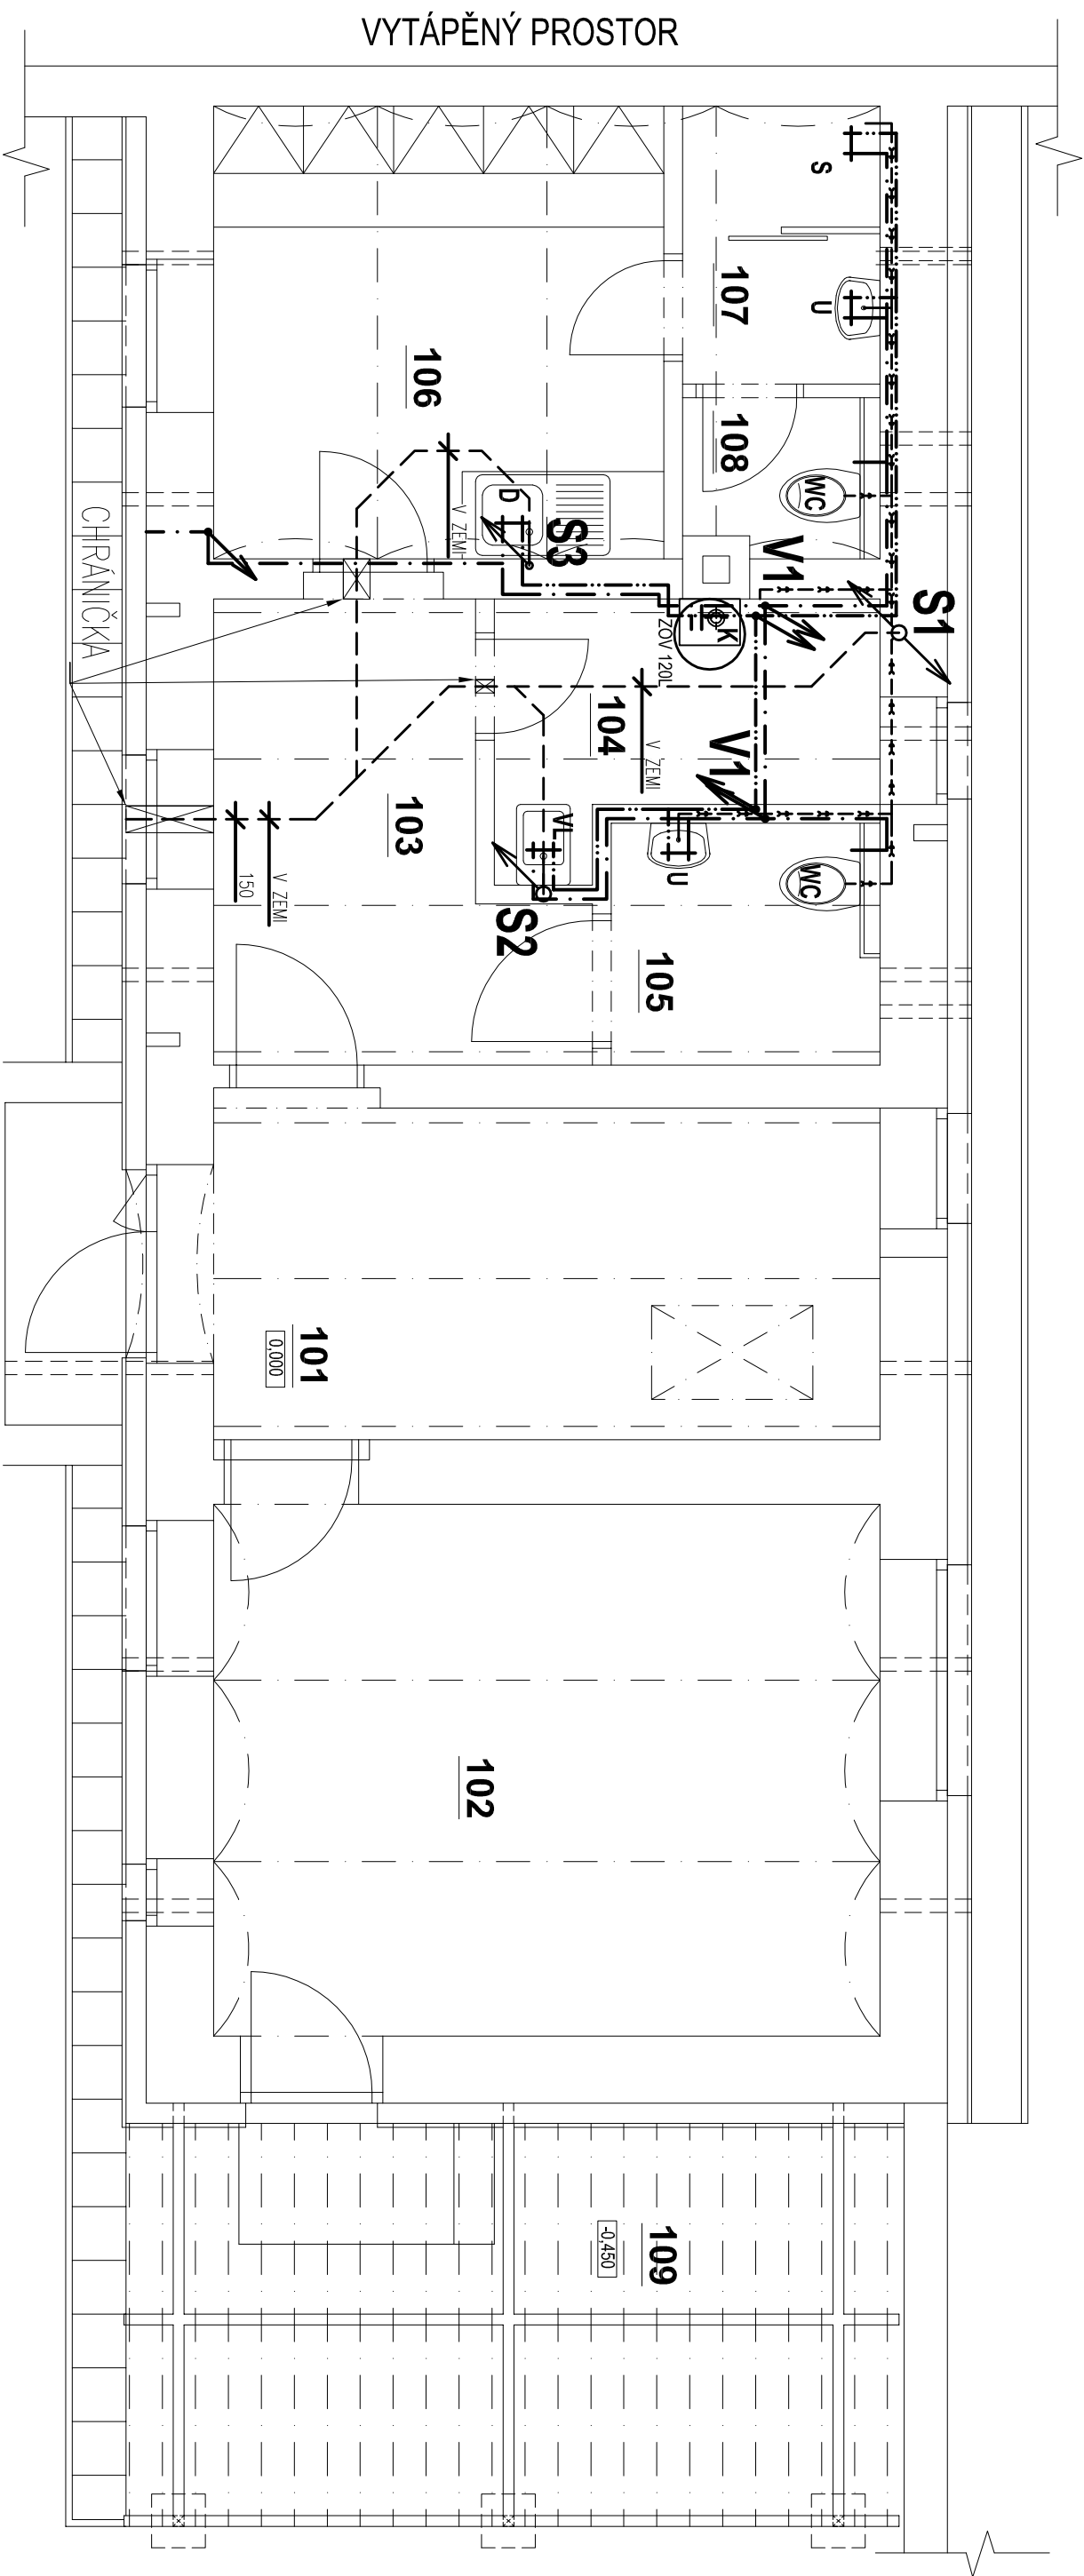 VYTÁPĚNÝ PROSTOR
S
107
U
106
108
WC
D
S3
V ZEMI
V1
S1
CHRÁNIČKA
K
ZOV 120L
104
V ZEMI
V1
103
VL
U
WC
V ZEMI
150
S2
105
101
0,000
102
109
-0,450